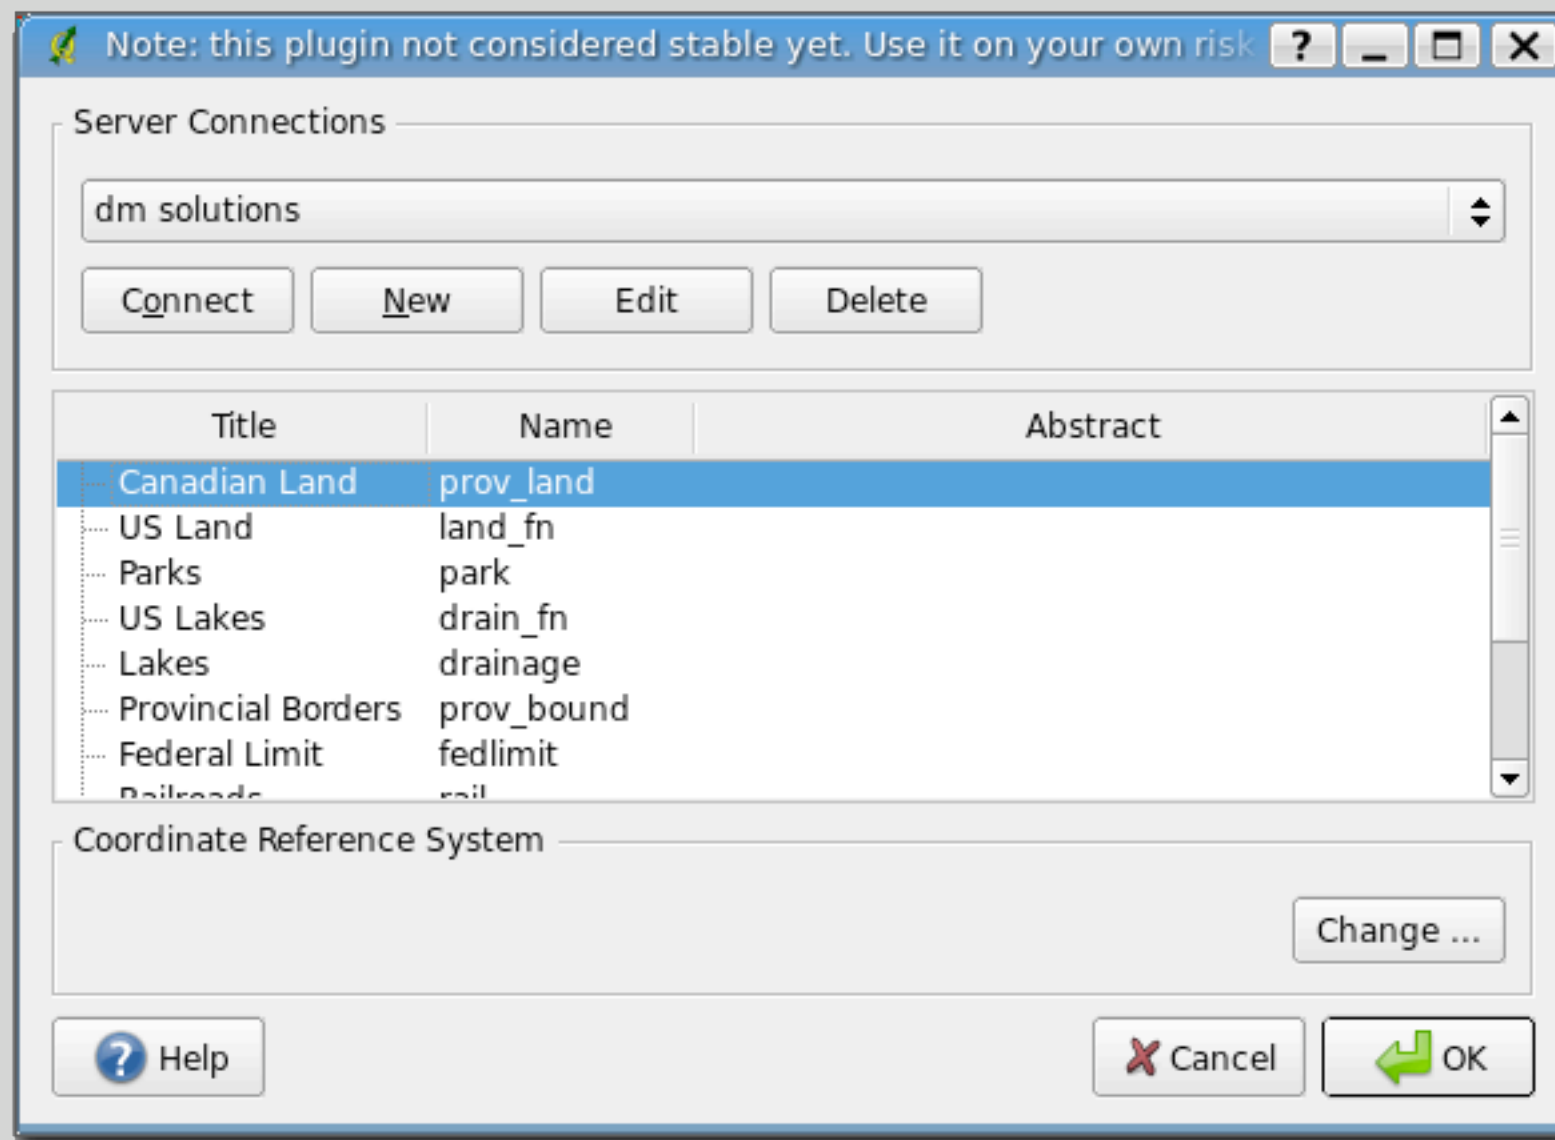 Note: this plugin not considered stable yet. Use it on your own risk ?
Server Connections
dm solutions
Connect New Edit Delete
Title Name Abstract
Canadian Land prov_land
US Land land_fn
Parks park
US Lakes drain_fn
Lakes drainage
Provincial Borders prov_bound
Federal Limit fedlimit
Railroads rail
Coordinate Reference System
Change ...
? Help Cancel OK